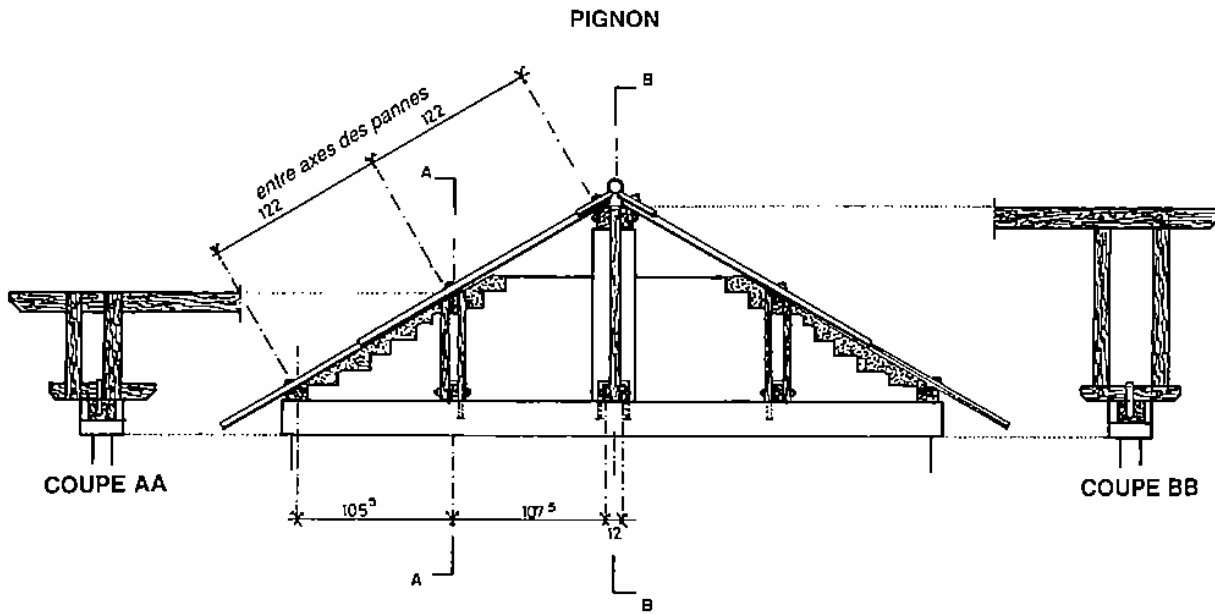 PIGNON
B
122
entre axes des pannes
122
A
COUPE AA
COUPE BB
105⁵
107⁵
12
A
B